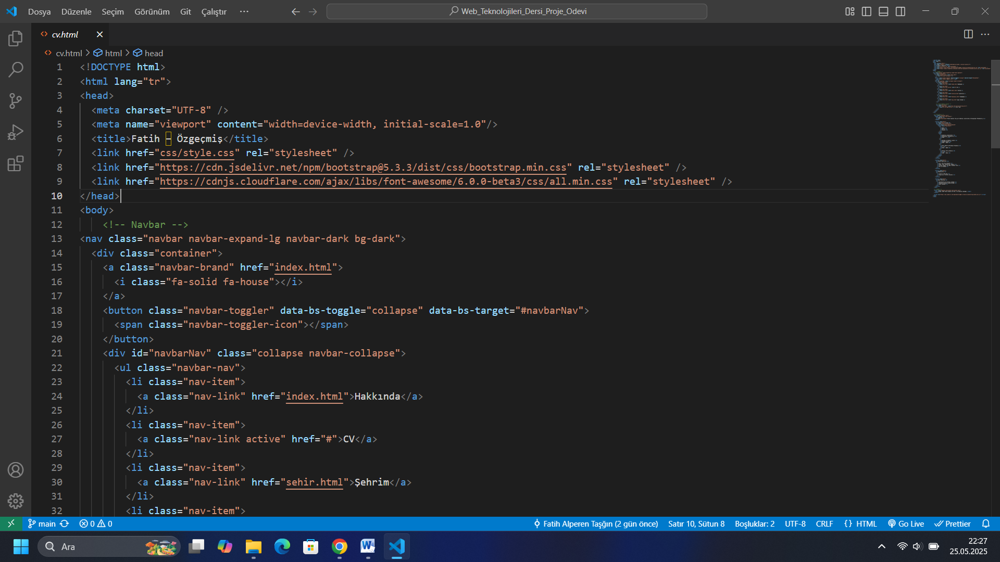 Dosya Düzenle Seçim Görünüm Git Çalıştır ··· Web_Teknolojileri_Dersi_Proje_Odevi
cv.html
cv.html > html > head
1 <!DOCTYPE html>
2 <html lang="tr">
3 <head>
4 <meta charset="UTF-8" />
5 <meta name="viewport" content="width=device-width, initial-scale=1.0"/>
6 <title>Fatih – Özgeçmiş</title>
7 <link href="css/style.css" rel="stylesheet" />
8 <link href="https://cdn.jsdelivr.net/npm/bootstrap@5.3.3/dist/css/bootstrap.min.css" rel="stylesheet" />
9 <link href="https://cdnjs.cloudflare.com/ajax/libs/font-awesome/6.0.0-beta3/css/all.min.css" rel="stylesheet" />
10 </head>
11 <body>
12 <!-- Navbar -->
13 <nav class="navbar navbar-expand-lg navbar-dark bg-dark">
14 <div class="container">
15 <a class="navbar-brand" href="index.html">
16 <i class="fa-solid fa-house"></i>
17 </a>
18 <button class="navbar-toggler" data-bs-toggle="collapse" data-bs-target="#navbarNav">
19 <span class="navbar-toggler-icon"></span>
20 </button>
21 <div id="navbarNav" class="collapse navbar-collapse">
22 <ul class="navbar-nav">
23 <li class="nav-item">
24 <a class="nav-link" href="index.html">Hakkında</a>
25 </li>
26 <li class="nav-item">
27 <a class="nav-link active" href="#">CV</a>
28 </li>
29 <li class="nav-item">
30 <a class="nav-link" href="sehir.html">Şehrim</a>
31 </li>
32 <li class="nav-item">
main 0 0 Fatih Alperen Taşğın (2 gün önce) Satır 10, Sütun 8 Boşluklar: 2 UTF-8 CRLF {} HTML Go Live Prettier
Ara
22:27
25.05.2025